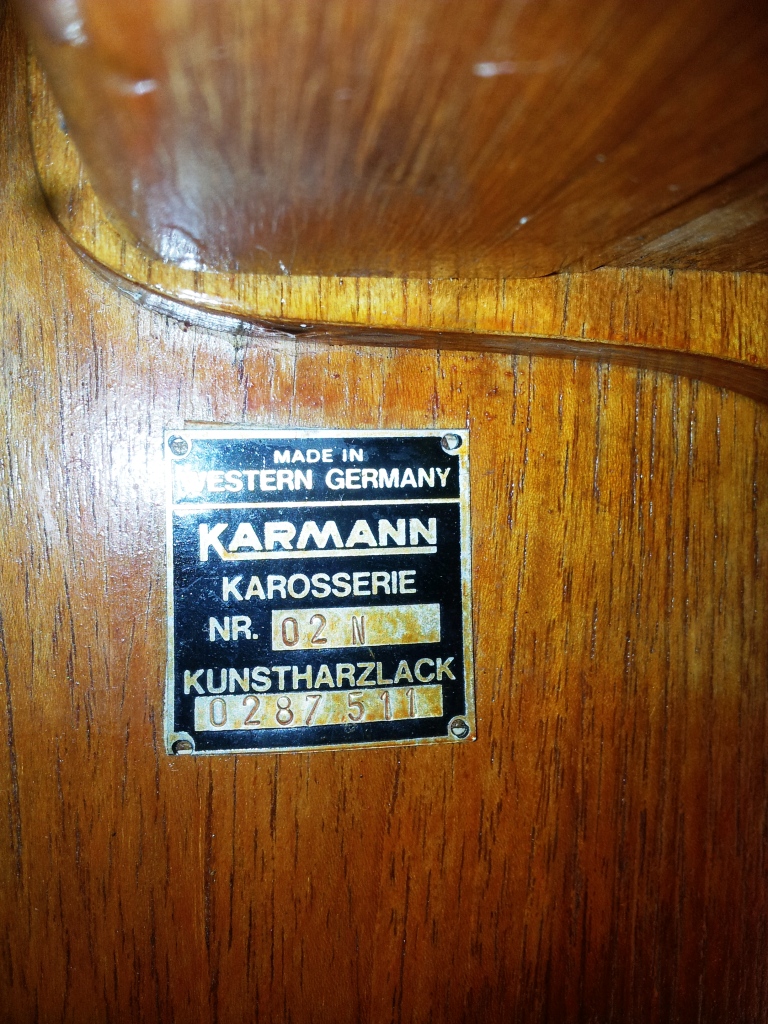 MADE IN
WESTERN GERMANY
KARMANN
KAROSSERIE
NR. 02 N
KUNSTHARZLACK
0287 511